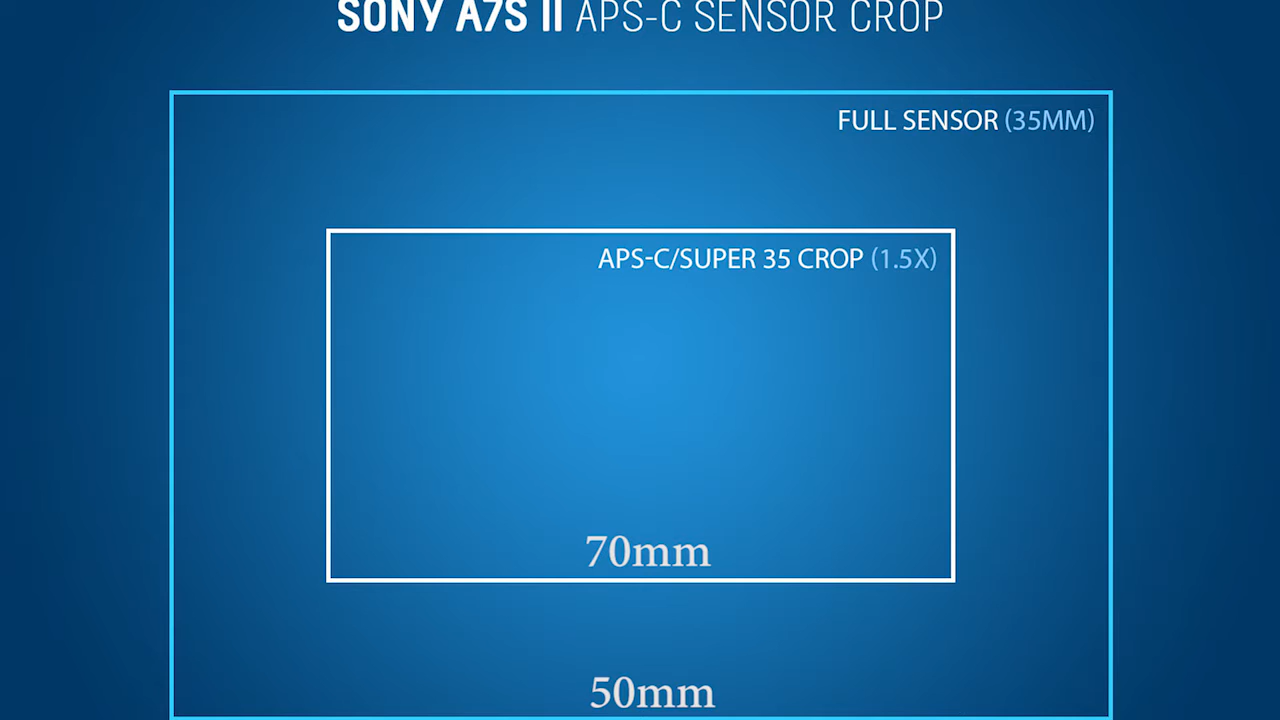 SONY A7S II APS-C SENSOR CROP
FULL SENSOR (35MM)
APS-C/SUPER 35 CROP (1.5X)
70mm
50mm